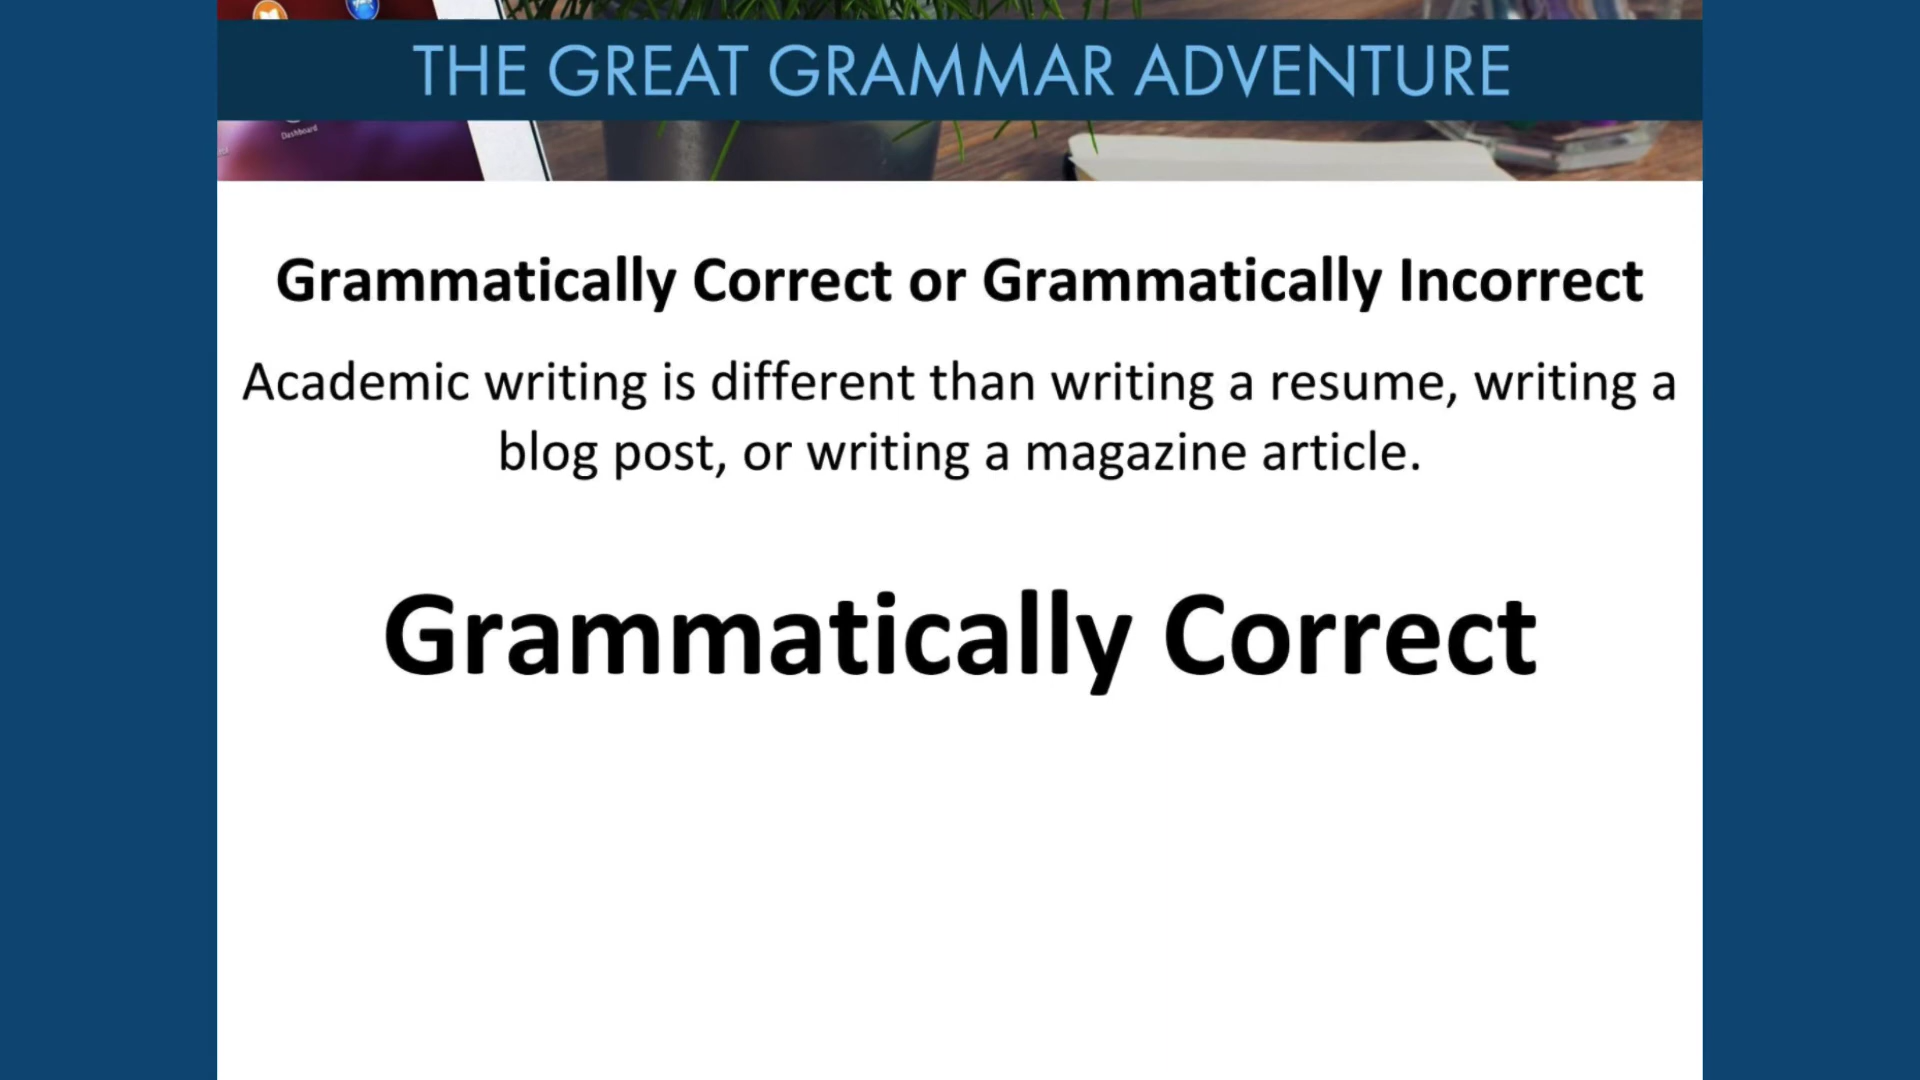 THE GREAT GRAMMAR ADVENTURE
Dashboard
Grammatically Correct or Grammatically Incorrect
Academic writing is different than writing a resume, writing a
blog post, or writing a magazine article.
Grammatically Correct